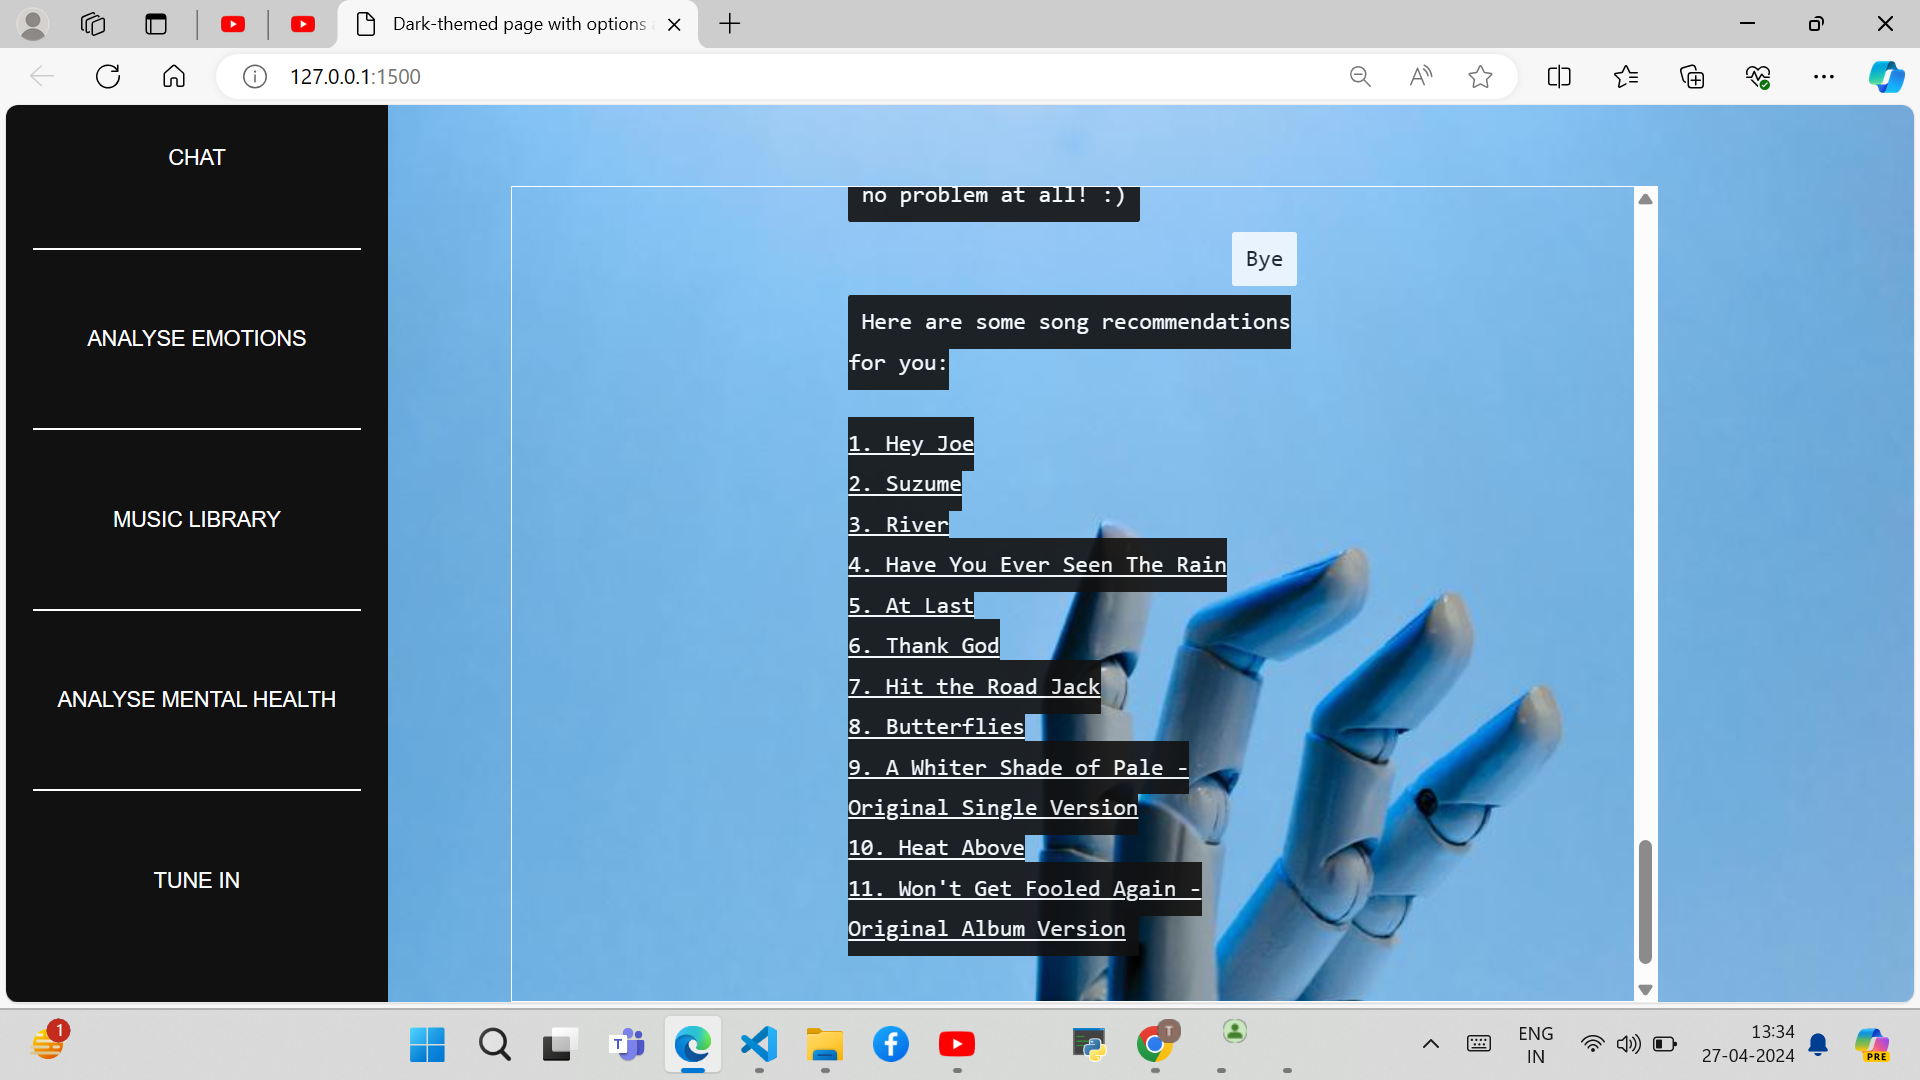 Dark-themed page with options
127.0.0.1:1500
CHAT
ANALYSE EMOTIONS
MUSIC LIBRARY
ANALYSE MENTAL HEALTH
TUNE IN
no problem at all! :)
Bye
Here are some song recommendations
for you:
1. Hey Joe
2. Suzume
3. River
4. Have You Ever Seen The Rain
5. At Last
6. Thank God
7. Hit the Road Jack
8. Butterflies
9. A Whiter Shade of Pale -
Original Single Version
10. Heat Above
11. Won't Get Fooled Again -
Original Album Version
1
T
T
ENG
IN
13:34
27-04-2024
PRE